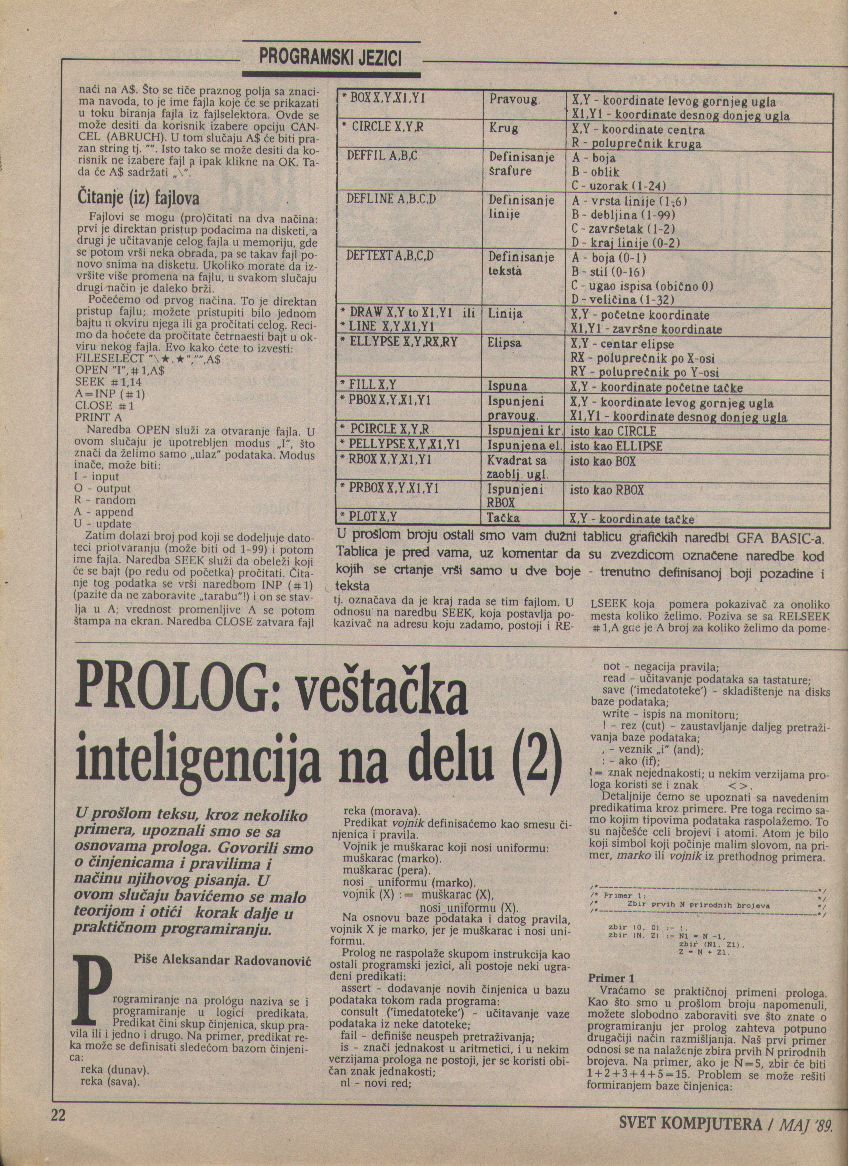 PROGRAMSKI JEZICI
naći na A$. Što se tiče praznog polja sa znaci-
ma navoda, to je ime fajla koje će se prikazati
u toku biranja fajla iz fajlselektora. Ovde se
može desiti da korisnik izabere opciju CAN-
CEL (ABRUCH). U tom slučaju A$ će biti pra-
zan string tj. "". Isto tako se može desiti da ko-
risnik ne izabere fajl a ipak klikne na OK. Ta-
da će A$ sadržati „\".
Čitanje (iz) fajlova
Fajlovi se mogu (pro)čitati na dva načina:
prvi je direktan pristup podacima na disketi, a
drugi je učitavanje celog fajla u memoriju, gde
se potom vrši neka obrada, pa se takav fajl po-
novo snima na disketu. Ukoliko morate da iz-
vršite više promena na fajlu, u svakom slučaju
drugi način je daleko brži.
Počećemo od prvog načina. To je direktan
pristup fajlu; možete pristupiti bilo jednom
bajtu u okviru njega ili ga pročitati celog. Reci-
mo da hoćete da pročitate četrnaesti bajt u ok-
viru nekog fajla. Evo kako ćete to izvesti:
FILESELECT "\★.★","",A$
OPEN "I",#1,A$
SEEK #1,14
A=INP (#1)
CLOSE #1
PRINT A
Naredba OPEN služi za otvaranje fajla. U
ovom slučaju je upotrebljen modus „I", što
znači da želimo samo „ulaz" podataka. Modus
inače, može biti:
I - input
O - output
R - random
A - append
U - update
Zatim dolazi broj pod koji se dodeljuje dato-
teci priotvaranju (može biti od 1-99) i potom
ime fajla. Naredba SEEK služi da obeleži koji
će se bajt (po redu od početka) pročitati. Čita-
nje tog podatka se vrši naredbom INP (#1)
(pazite da ne zaboravite „tarabu"!) i on se stav-
lja u A; vrednost promenljive A se potom
štampa na ekran. Naredba CLOSE zatvara fajl
* BOX X,Y,X1,Y1 Pravoug. X,Y - koordinate levog gornjeg ugla
X1,Y1 - koordinate desnog donjeg ugla
* CIRCLE X,Y,R Krug X,Y - koordinate centra
R - poluprečnik kruga
DEFFIL A,B,C Definisanje A - boja
šrafure B - oblik
C - uzorak (1-24)
DEFLINE A,B,C,D Definisanje A - vrsta linije (1-6)
linije B - debljina (1-99)
C - završetak (1-2)
D - kraj linije (0-2)
DEFTEXT A,B,C,D Definisanje A - boja (0-1)
teksta B - stil (0-16)
C - ugao ispisa (obično 0)
D - veličina (1-32)
* DRAW X,Y to X1,Y1 ili Linija X,Y - početne koordinate
* LINE X,Y,X1,Y1 X1,Y1 - završne koordinate
* ELLYPSE X,Y,RX,RY Elipsa X,Y - centar elipse
RX - poluprečnik po X-osi
RY - poluprečnik po Y-osi
* FILL X,Y Ispuna X,Y - koordinate početne tačke
* PBOX X,Y,X1,Y1 Ispunjeni X,Y - koordinate levog gornjeg ugla
pravoug. X1,Y1 - koordinate desnog donjeg ugla
* PCIRCLE X,Y,R Ispunjeni kr. isto kao CIRCLE
* PELLYPSE X,Y,X1,Y1 Ispunjena el. isto kao ELLIPSE
* RBOX X,Y,X1,Y1 Kvadrat sa isto kao BOX
zaoblj. ugl.
* PRBOX X,Y,X1,Y1 Ispunjeni isto kao RBOX
RBOX
* PLOT X,Y Tačka X,Y - koordinate tačke
U prošlom broju ostali smo vam dužni tablicu grafičkih naredbi GFA BASIC-a.
Tablica je pred vama, uz komentar da su zvezdicom označene naredbe kod
kojih se crtanje vrši samo u dve boje - trenutno definisanoj boji pozadine i
teksta
tj. označava da je kraj rada se tim fajlom. U
odnosu na naredbu SEEK, koja postavlja po-
kazivač na adresu koju zadamo, postoji i RE-
LSEEK koja pomera pokazivač za onoliko
mesta koliko želimo. Poziva se sa RELSEEK
#1,A gde je A broj za koliko želimo da pome-
PROLOG: veštačka
inteligencija na delu (2)
U prošlom tekstu, kroz nekoliko
primera, upoznali smo se sa
osnovama prologa. Govorili smo
o činjenicama i pravilima i
načinu njihovog pisanja. U
ovom slučaju bavićemo se malo
teorijom i otići korak dalje u
praktičnom programiranju.
Piše Aleksandar Radovanović
Programiranje na prologu naziva se i
programiranje u logici predikata.
Predikat čini skup činjenica, skup pra-
vila ili i jedno i drugo. Na primer, predikat re-
ka može se definisati sledećom bazom činjeni-
ca:
reka (dunav).
reka (sava).
reka (morava).
Predikat vojnik definisaćemo kao smesu či-
njenica i pravila.
Vojnik je muškarac koji nosi uniformu:
muškarac (marko).
muškarac (pera).
nosi_uniformu (marko).
vojnik (X) := muškarac (X),
nosi_uniformu (X).
Na osnovu baze podataka i datog pravila,
vojnik X je marko, jer je muškarac i nosi uni-
formu.
Prolog ne raspolaže skupom instrukcija kao
ostali programski jezici, ali postoje neki ugra-
đeni predikati:
assert - dodavanje novih činjenica u bazu
podataka tokom rada programa:
consult ('imedatoteke') - učitavanje vaze
podataka iz neke datoteke;
fail - definiše neuspeh pretraživanja;
is - znači jednakost u aritmetici, i u nekim
verzijama prologa ne postoji, jer se koristi obi-
čan znak jednakosti;
nl - novi red;
not - negacija pravila;
read - učitavanje podataka sa tastature;
save ('imedatoteke') - skladištenje na disks
baze podataka;
write - ispis na monitoru;
! - rez (cut) - zaustavljanje daljeg pretraži-
vanja baze podataka;
, - veznik „i" (and);
: - ako (if);
!= znak nejednakosti; u nekim verzijama pro-
loga koristi se i znak <>.
Detaljnije ćemo se upoznati sa navedenim
predikatima kroz primere. Pre toga recimo sa-
mo kojim tipovima podataka raspolažemo. To
su najčešće celi brojevi i atomi. Atom je bilo
koji simbol koji počinje malim slovom, na pri-
mer, marko ili vojnik iz prethodnog primera.
/*------------------------------------*/
/* Primer 1: */
/* Zbir prvih N prirodnih brojeva */
/*------------------------------------*/
zbir (0, 0) :- !.
zbir (N, Z) :- N1 = N -1,
zbir (N1, Z1),
Z = N + Z1.
Primer 1
Vraćamo se praktičnoj primeni prologa.
Kao što smo u prošlom broju napomenuli,
možete slobodno zaboraviti sve što znate o
programiranju jer prolog zahteva potpuno
drugačiji način razmišljanja. Naš prvi primer
odnosi se na nalaženje zbira prvih N prirodnih
brojeva. Na primer, ako je N=5, zbir će biti
1+2+3+4+5=15. Problem se može rešiti
formiranjem baze činjenica:
22
SVET KOMPJUTERA / MAJ '89.